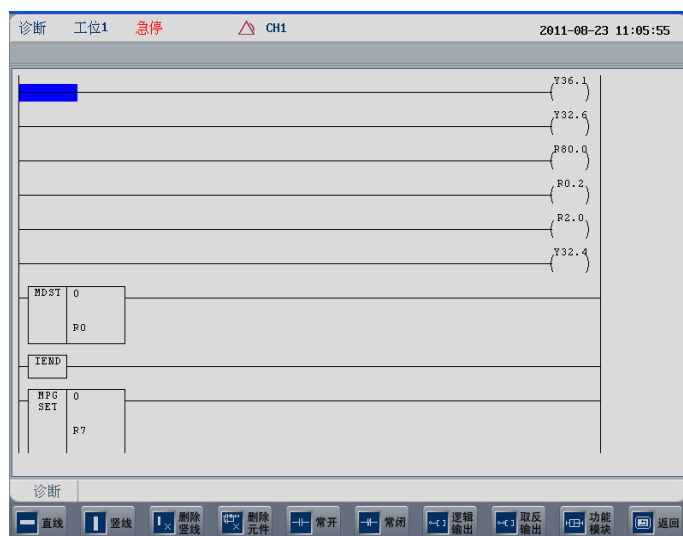 诊断 工位1 急停 CH1 2011-08-23 11:05:55
Y36.1
Y32.6
R80.0
R0.2
R2.0
Y32.4
MDST 0
R0
IEND
MPG 0
SET
R7
诊断
直线 竖线 删除竖线 删除元件 常开 常闭 逻辑输出 取反输出 功能模块 返回